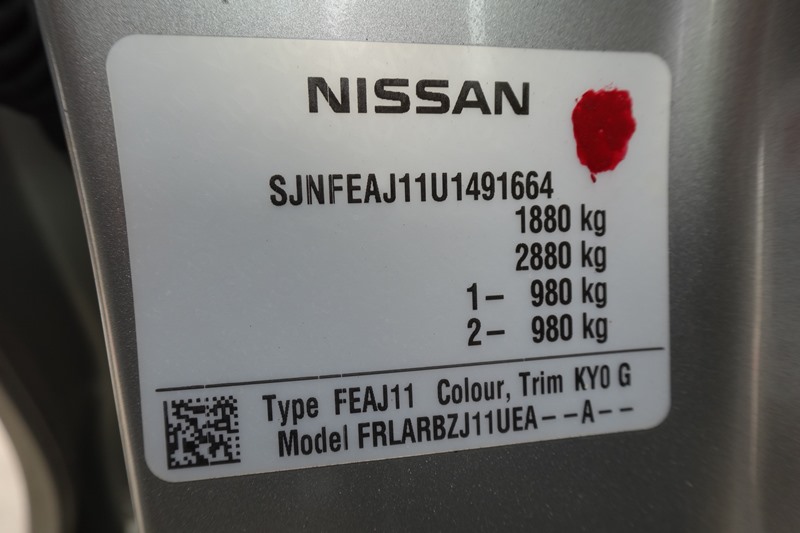 NISSAN
SJNFEAJ11U1491664
1880 kg
2880 kg
1– 980 kg
2– 980 kg
Type FEAJ11 Colour, Trim KY0 G
Model FRLARBZJ11UEA––A––